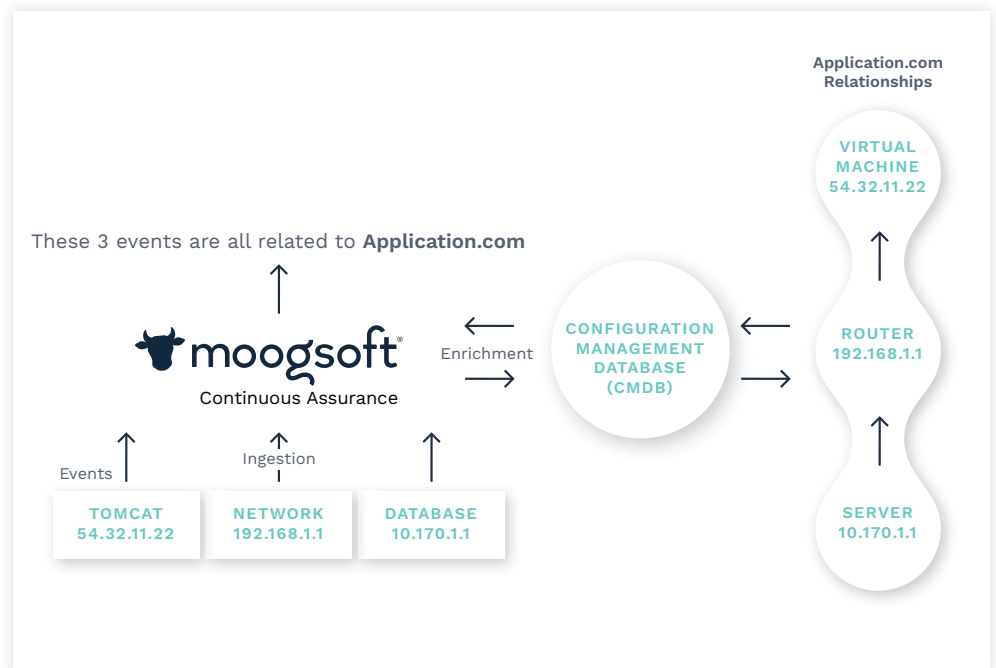 Application.com
Relationships
VIRTUAL
MACHINE
54.32.11.22
These 3 events are all related to Application.com
moogsoft®
Continuous Assurance
Enrichment
CONFIGURATION
MANAGEMENT
DATABASE
(CMDB)
ROUTER
192.168.1.1
Events
Ingestion
TOMCAT
54.32.11.22
NETWORK
192.168.1.1
DATABASE
10.170.1.1
SERVER
10.170.1.1